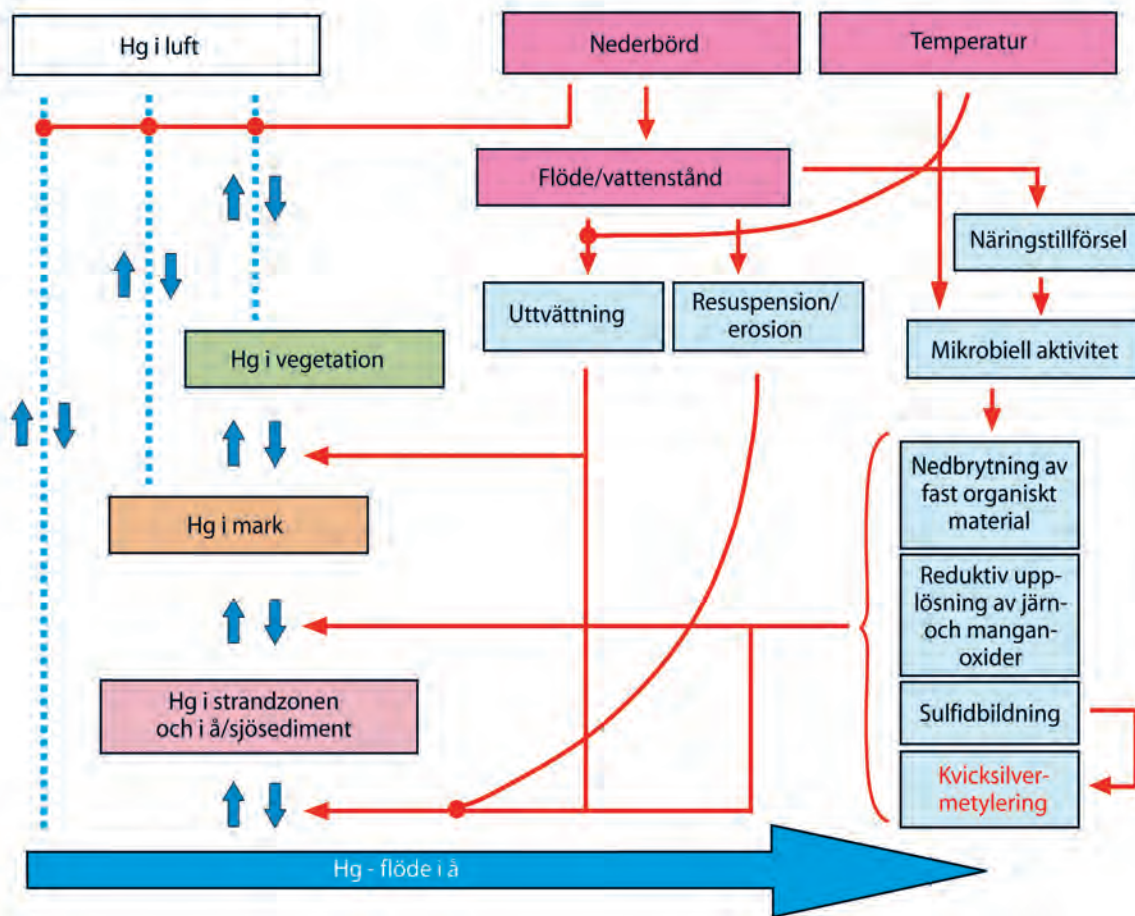 Hg i luft
Nederbörd
Temperatur
Flöde/vattenstånd
Näringstillförsel
Uttvättning
Resuspension/
erosion
Mikrobiell aktivitet
Hg i vegetation
Nedbrytning av
fast organiskt
material
Hg i mark
Reduktiv upp-
lösning av järn-
och mangan-
oxider
Hg i strandzonen
och i å/sjösediment
Sulfidbildning
Kvicksilver-
metylering
Hg - flöde i å